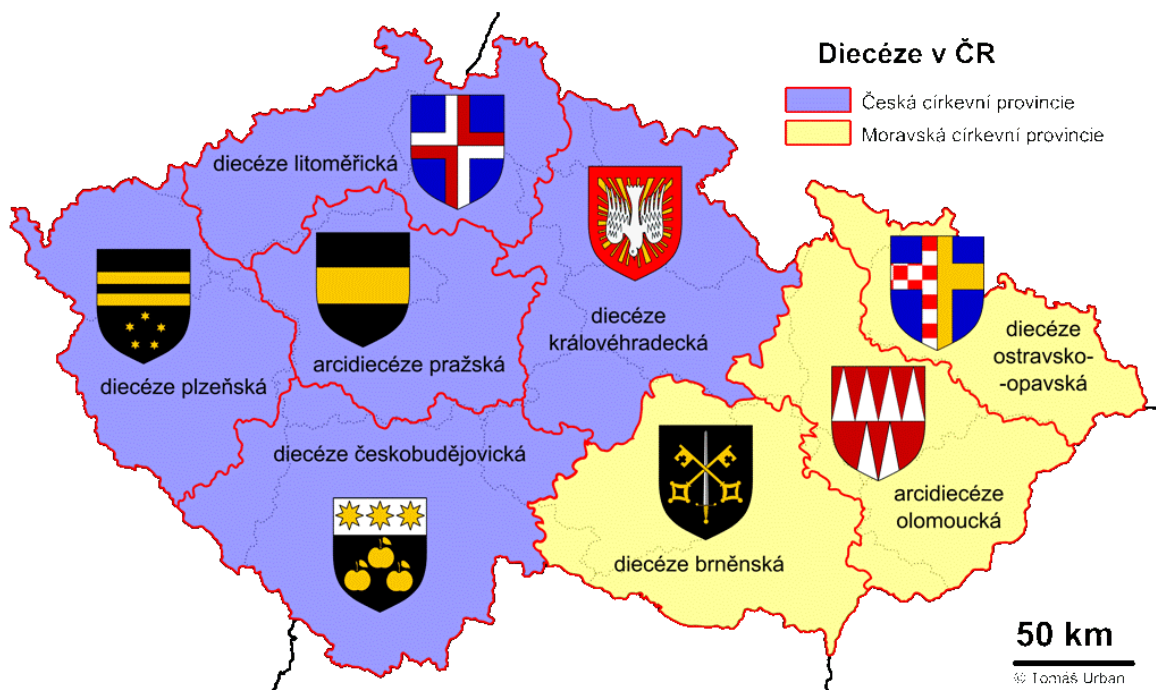 Diecéze v ČR
Česká církevní provincie
Moravská církevní provincie
diecéze litoměřická
diecéze
královéhradecká
diecéze
ostravsko-
-opavská
diecéze plzeňská
arcidiecéze pražská
diecéze českobudějovická
arcidiecéze
olomoucká
diecéze brněnská
50 km
© Tomáš Urban